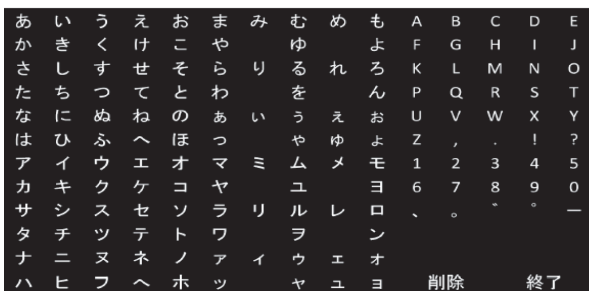 あ い う え お ま み む め も A B C D E
か き く け こ や ゆ よ F G H I J
さ し す せ そ ら り る れ ろ K L M N O
た ち つ て と わ を ん P Q R S T
な に ぬ ね の ぁ ぃ ぅ ぇ ぉ U V W X Y
は ひ ふ へ ほ っ ゃ ゅ ょ Z , . ! ?
ア イ ウ エ オ マ ミ ム メ モ 1 2 3 4 5
カ キ ク ケ コ ヤ ユ ヨ 6 7 8 9 0
サ シ ス セ ソ ラ リ ル レ ロ 、 。 ゛ ゜ ー
タ チ ツ テ ト ワ ヲ ン
ナ ニ ヌ ネ ノ ァ ィ ゥ ェ ォ
ハ ヒ フ ヘ ホ ッ ャ ュ ョ 削除 終了